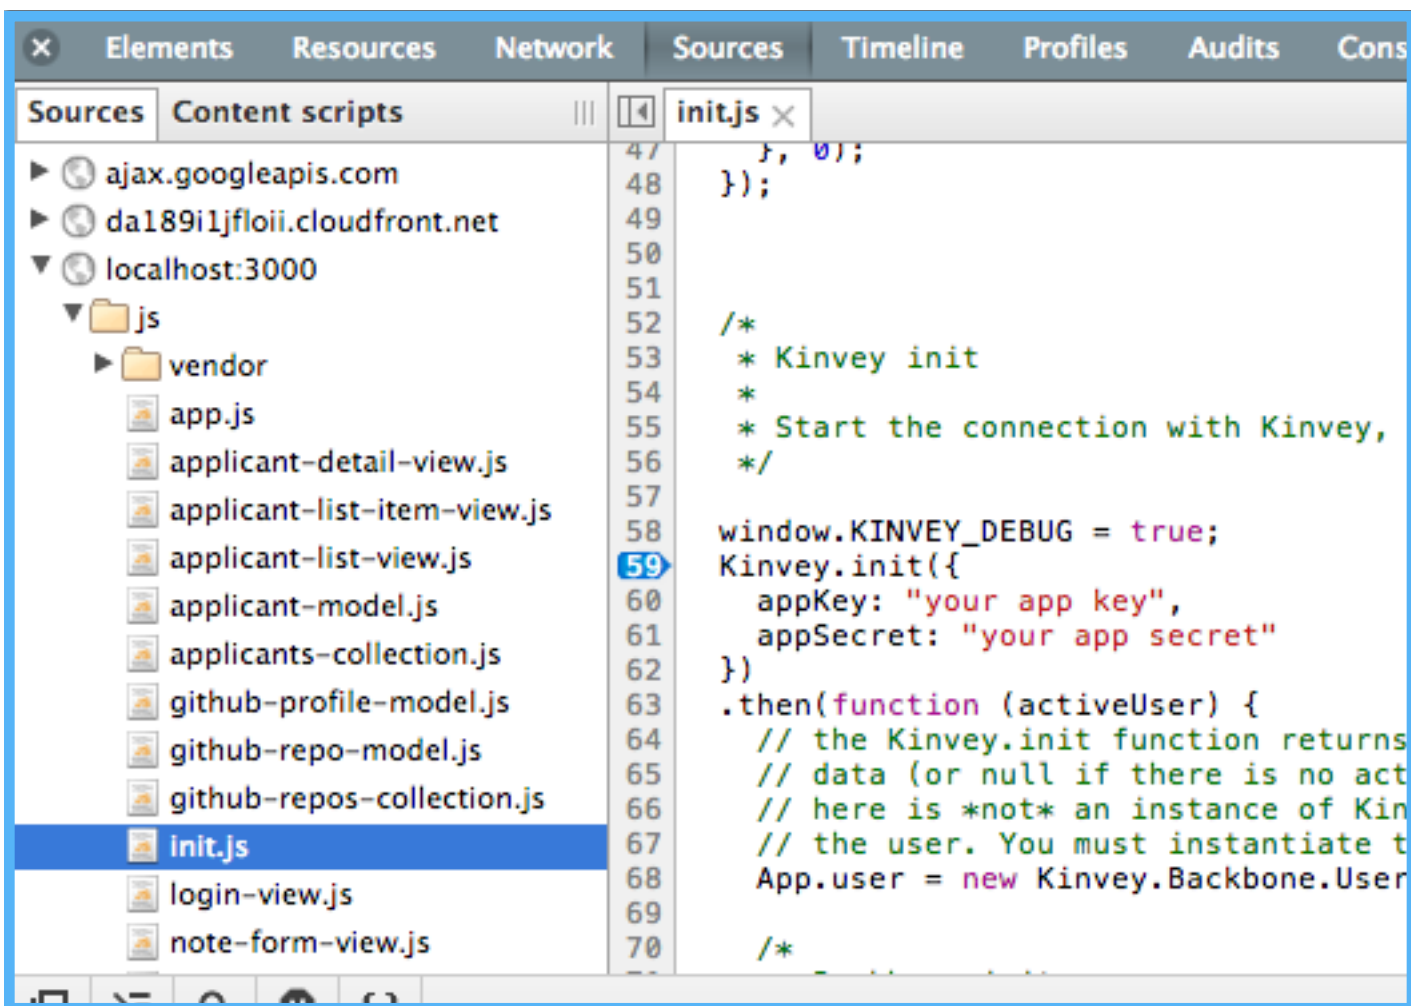 Elements Resources Network Sources Timeline Profiles Audits Cons
Sources Content scripts init.js
ajax.googleapis.com
da189i1jfloii.cloudfront.net
localhost:3000
js
vendor
app.js
applicant-detail-view.js
applicant-list-item-view.js
applicant-list-view.js
applicant-model.js
applicants-collection.js
github-profile-model.js
github-repo-model.js
github-repos-collection.js
init.js
login-view.js
note-form-view.js
47 }, 0);
48 });
49
50
51
52 /*
53 * Kinvey init
54 *
55 * Start the connection with Kinvey,
56 */
57
58 window.KINVEY_DEBUG = true;
59 Kinvey.init({
60 appKey: "your app key",
61 appSecret: "your app secret"
62 })
63 .then(function (activeUser) {
64 // the Kinvey.init function returns
65 // data (or null if there is no act
66 // here is *not* an instance of Kin
67 // the user. You must instantiate t
68 App.user = new Kinvey.Backbone.User
69
70 /*